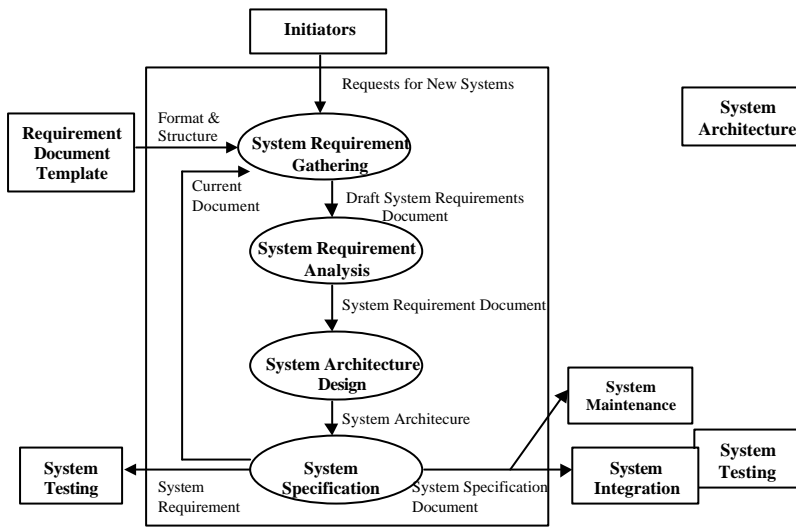 Initiators
Requests for New Systems
System
Architecture
Format &
Structure
Requirement
Document
Template
System Requirement
Gathering
Current
Document
Draft System Requirements
Document
System Requirement
Analysis
System Requirement Document
System Architecture
Design
System Architecure
System
Maintenance
System
Testing
System
Specification
System
Requirement
System Specification
Document
System
Integration
System
Testing